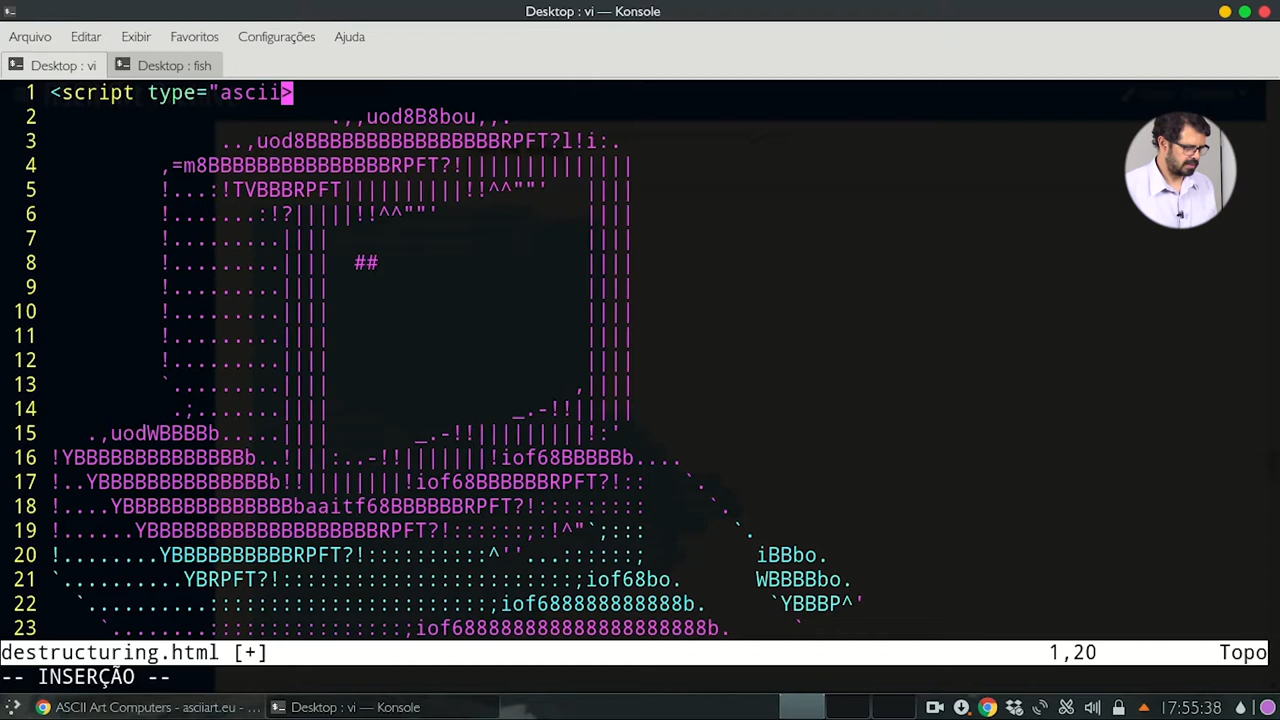 Desktop : vi — Konsole
Arquivo Editar Exibir Favoritos Configurações Ajuda
Desktop : vi Desktop : fish
1 <script type="ascii>
2                        .,,uod8B8bou,,.
3                  ..,uod8BBBBBBBBBBBBBBBBRPFT?l!i:.
4          ,=m8BBBBBBBBBBBBBBBRPFT?!||||||||||||||
5          !...:!TVBBBRPFT||||||||||!!^^""'   ||||
6          !.......:!?|||||!!^^""'            ||||
7          !.........||||                     ||||
8          !.........||||  ##                 ||||
9          !.........||||                     ||||
10          !.........||||                     ||||
11          !.........||||                     ||||
12          !.........||||                     ||||
13          `.........||||                    ,||||
14           .;.......||||               _.-!!|||||
15    .,uodWBBBBb.....||||       _.-!!|||||||||!:'
16 !YBBBBBBBBBBBBBBb..!|||:..-!!|||||||!iof68BBBBBb....
17 !..YBBBBBBBBBBBBBBb!!||||||||!iof68BBBBBBRPFT?!::   `.
18 !....YBBBBBBBBBBBBBBbaaitf68BBBBBBRPFT?!:::::::::     `.
19 !......YBBBBBBBBBBBBBBBBBBBRPFT?!::::::;:!^"`;:::       `.
20 !........YBBBBBBBBBBRPFT?!::::::::::^''...::::::;         iBBbo.
21 `..........YBRPFT?!::::::::::::::::::::::::;iof68bo.      WBBBBbo.
22   `..........:::::::::::::::::::::::;iof688888888888b.     `YBBBP^'
23     `........::::::::::::::::;iof688888888888888888888b.     `
destructuring.html [+] 1,20 Topo
-- INSERÇÃO --
ASCII Art Computers - asciiart.eu - ... Desktop : vi — Konsole 17:55:38